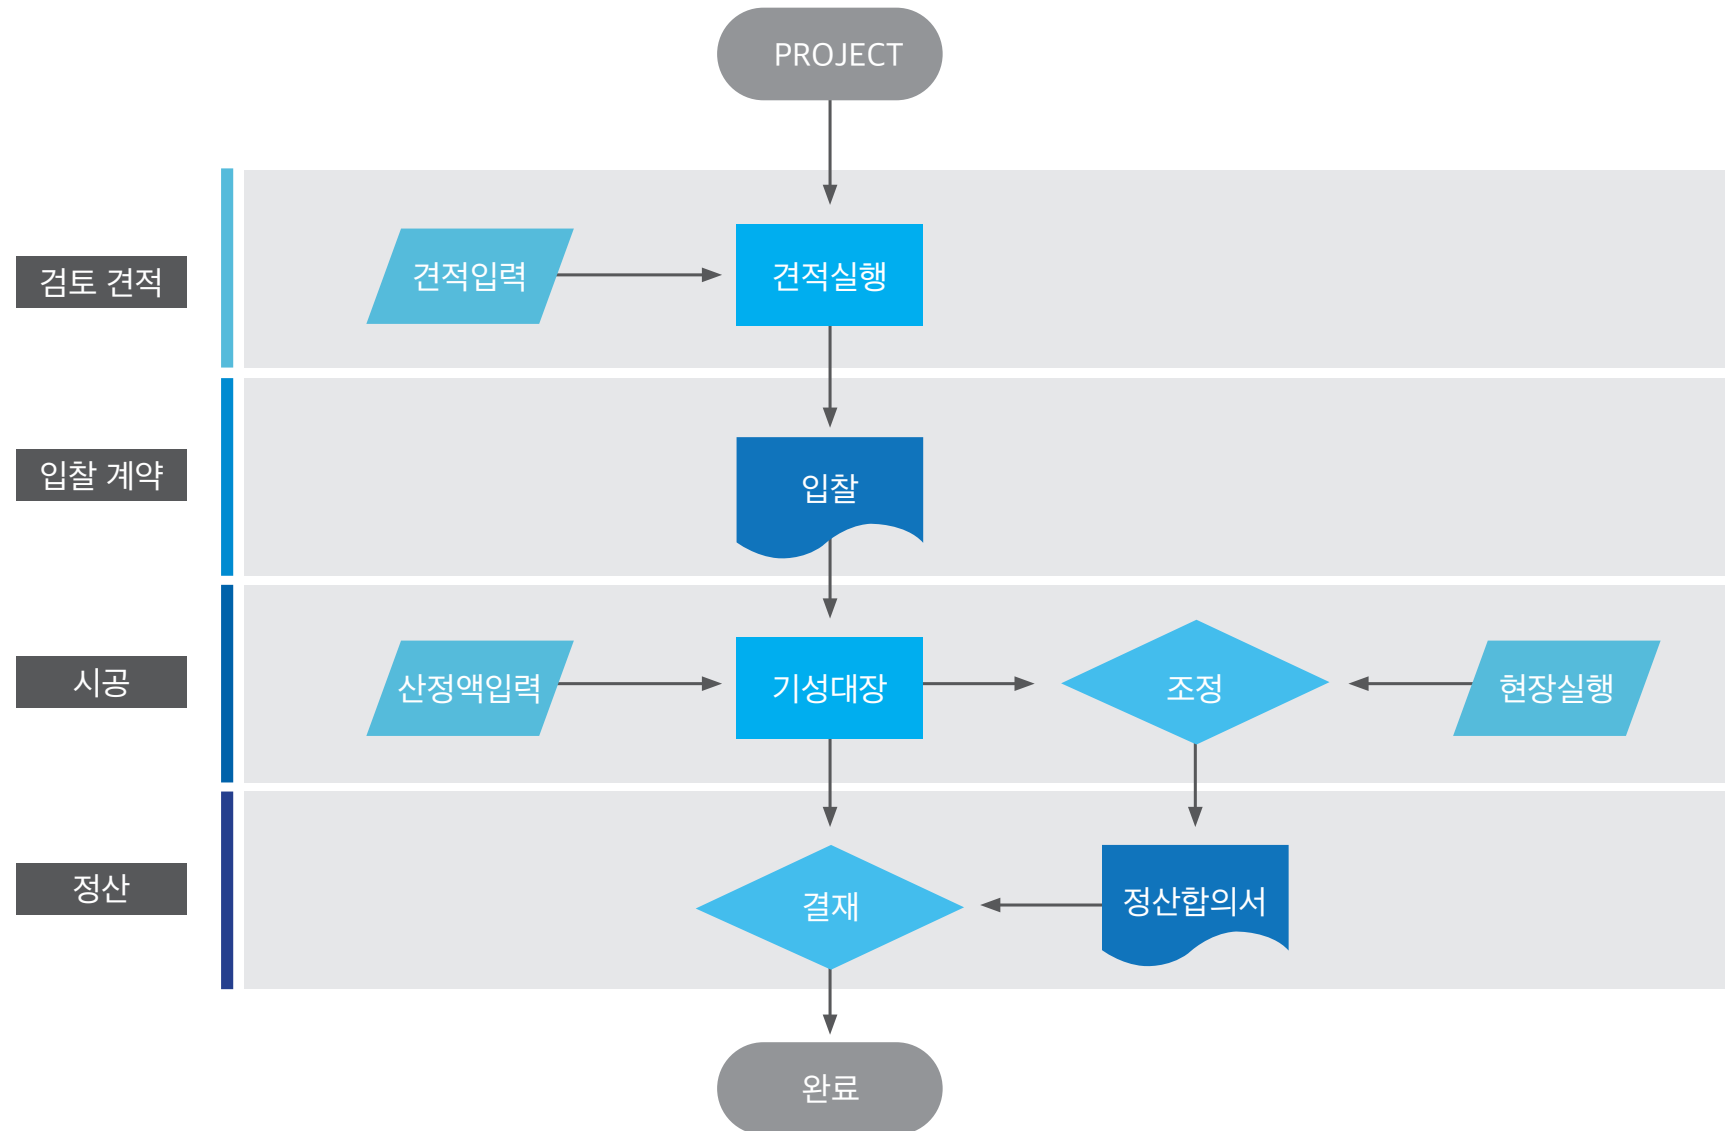 PROJECT
검토 견적
견적입력
견적실행
입찰 계약
입찰
시공
산정액입력
기성대장
조정
현장실행
정산
결재
정산합의서
완료